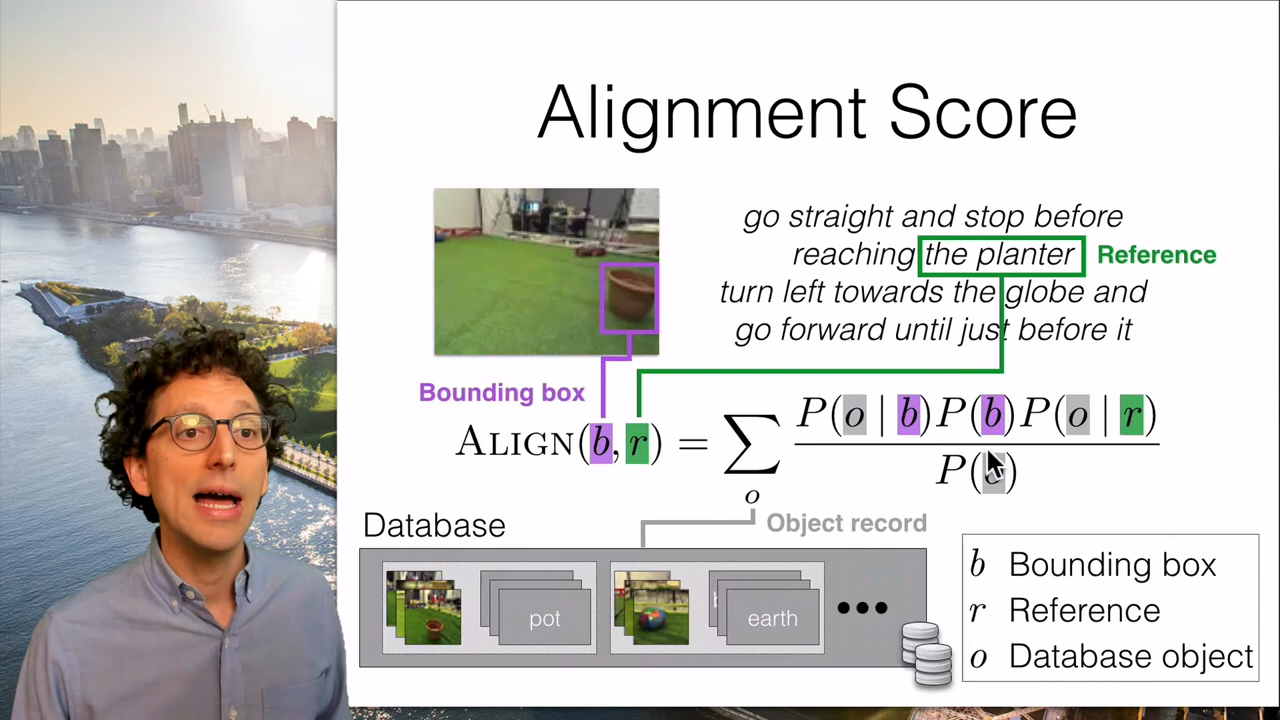 Alignment Score
go straight and stop before
reaching the planter
Reference
turn left towards the globe and
go forward until just before it
Bounding box
ALIGN(b, r) = ∑ₒ P(o | b)P(b)P(o | r) / P(o)
Object record
Database
pot
earth
b Bounding box
r Reference
o Database object